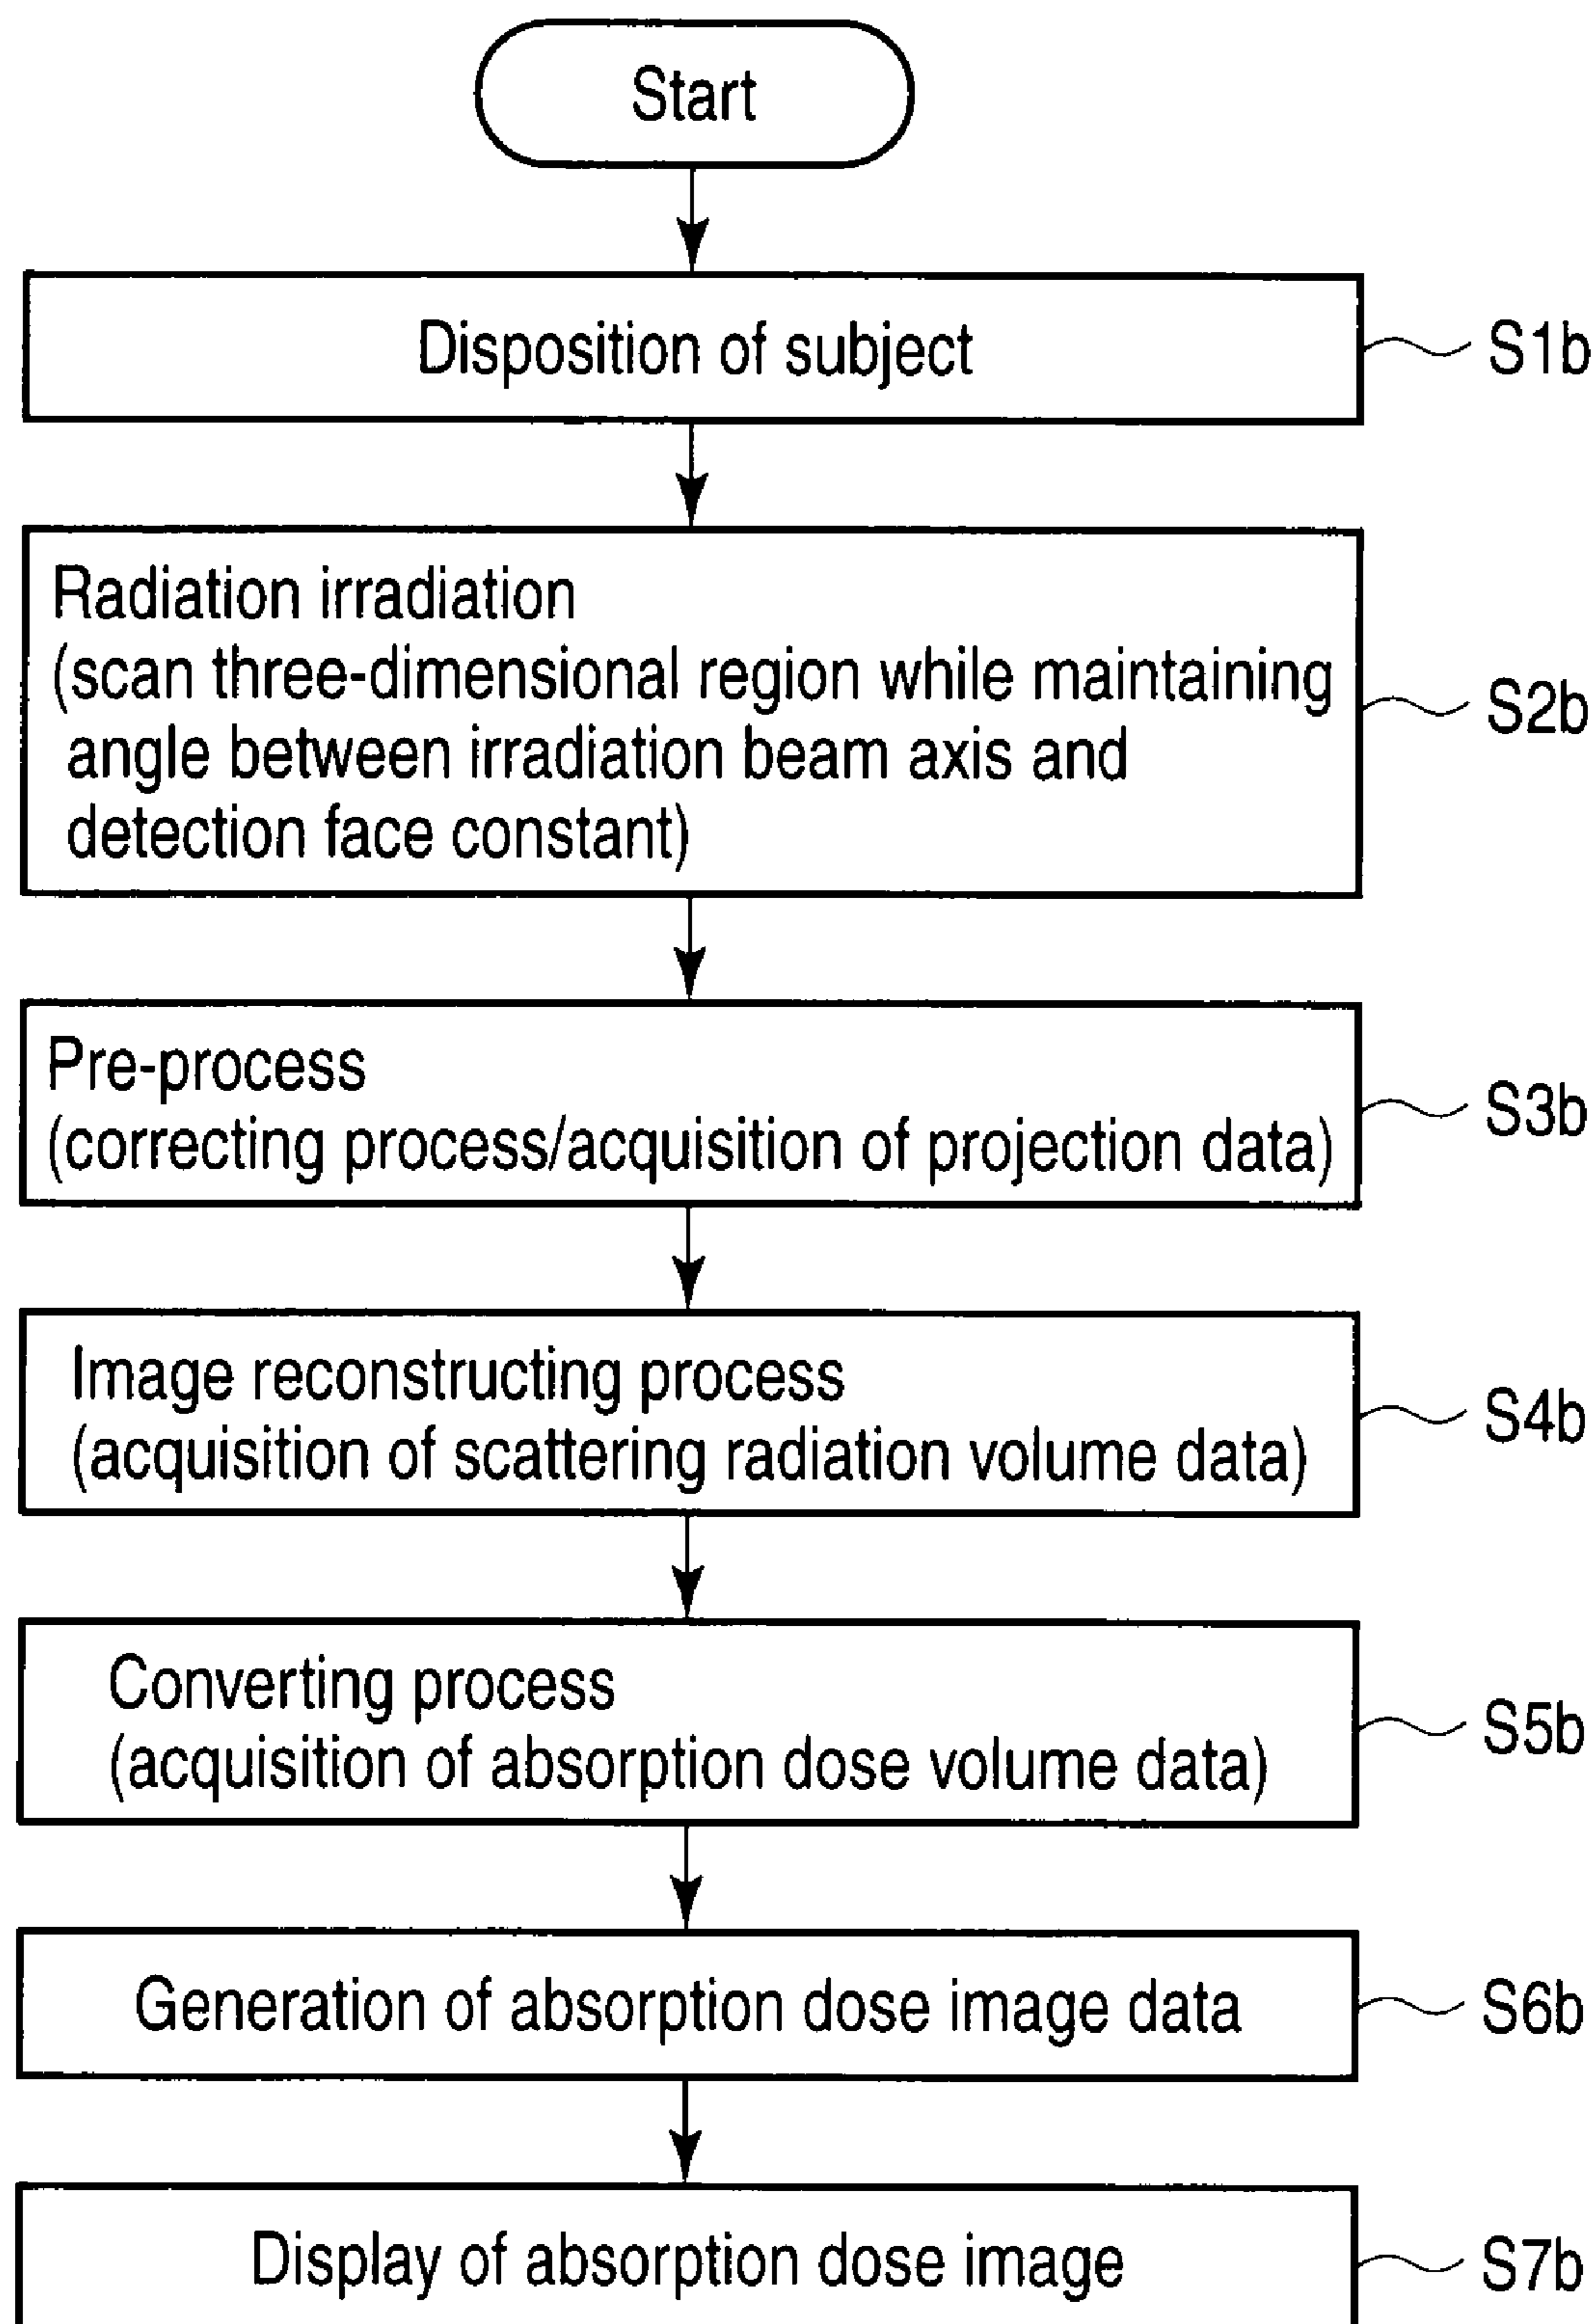 Start
Disposition of subject
S1b
Radiation irradiation
(scan three-dimensional region while maintaining
angle between irradiation beam axis and
detection face constant)
S2b
Pre-process
(correcting process/acquisition of projection data)
S3b
Image reconstructing process
(acquisition of scattering radiation volume data)
S4b
Converting process
(acquisition of absorption dose volume data)
S5b
Generation of absorption dose image data
S6b
Display of absorption dose image
S7b